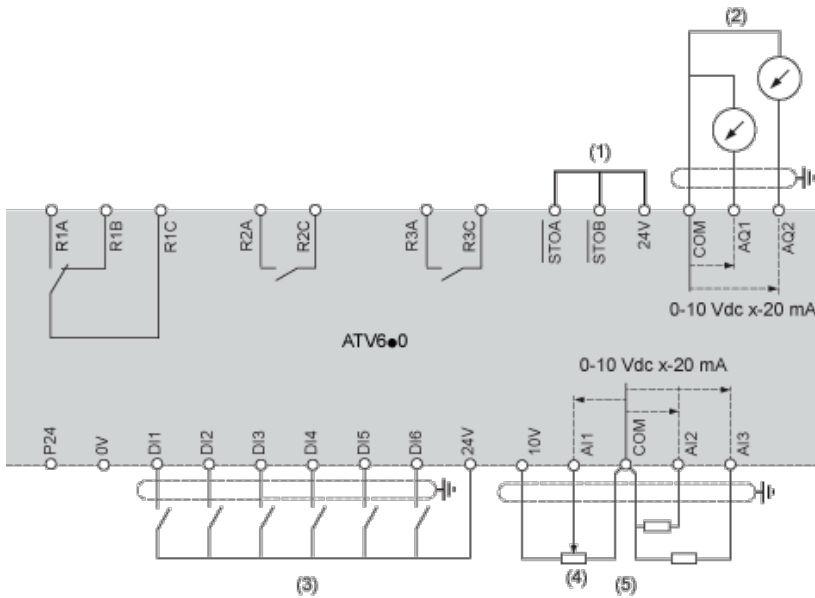 (2)
(1)
R1A
R1B
R1C
R2A
R2C
R3A
R3C
STOA
STOB
24V
COM
AQ1
AQ2
0-10 Vdc x-20 mA
ATV6●0
0-10 Vdc x-20 mA
P24
0V
DI1
DI2
DI3
DI4
DI5
DI6
24V
10V
AI1
COM
AI2
AI3
(3)
(4)
(5)